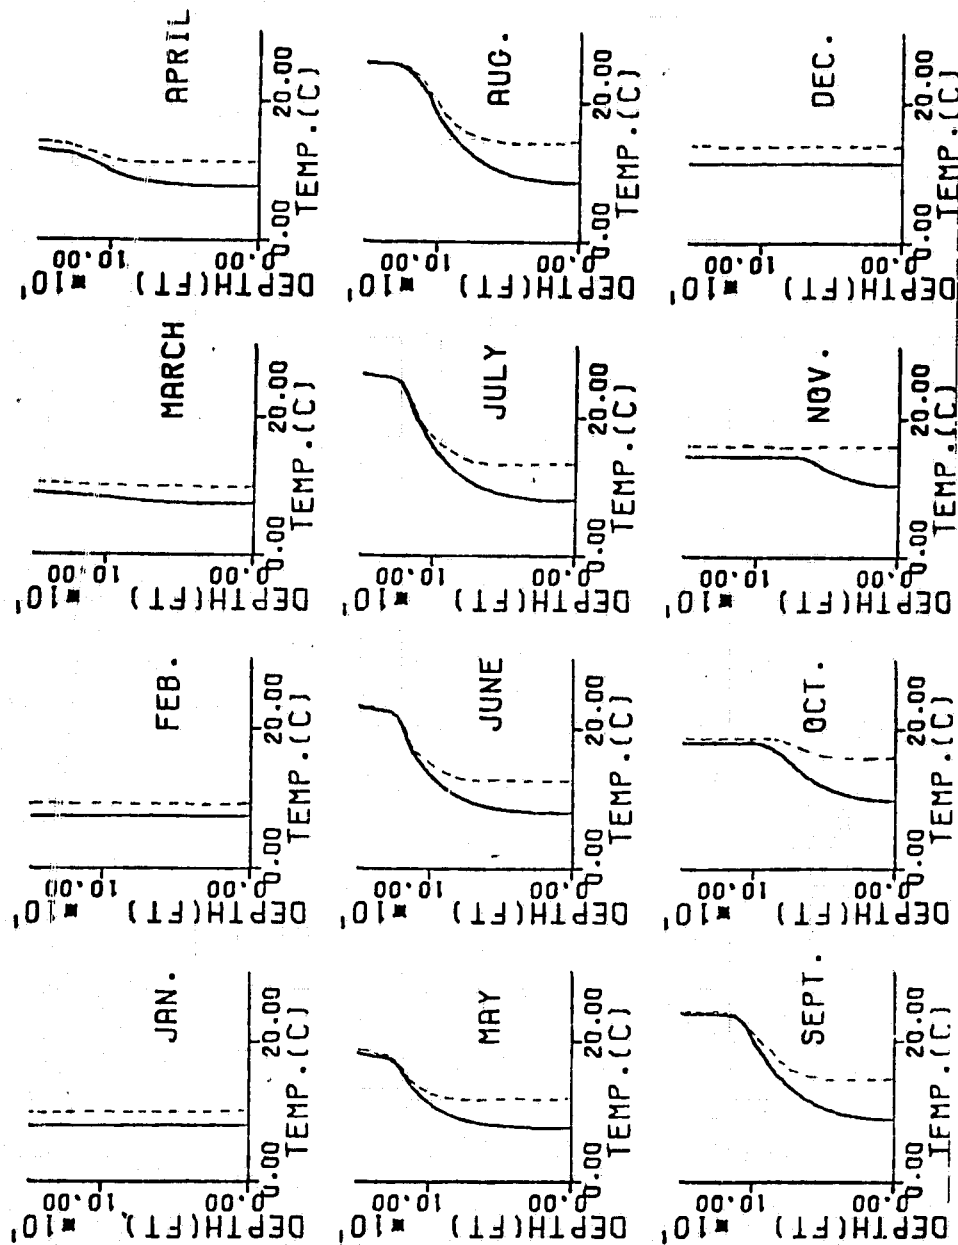 JAN.
DEPTH(FT) *10¹
0.00 10.00
0.00 20.00
TEMP.(C)
FEB.
DEPTH(FT) *10¹
0.00 10.00
0.00 20.00
TEMP.(C)
MARCH
DEPTH(FT) *10¹
0.00 10.00
0.00 20.00
TEMP.(C)
APRIL
DEPTH(FT) *10¹
0.00 10.00
0.00 20.00
TEMP.(C)
MAY
DEPTH(FT) *10¹
0.00 10.00
0.00 20.00
TEMP.(C)
JUNE
DEPTH(FT) *10¹
0.00 10.00
0.00 20.00
TEMP.(C)
JULY
DEPTH(FT) *10¹
0.00 10.00
0.00 20.00
TEMP.(C)
AUG.
DEPTH(FT) *10¹
0.00 10.00
0.00 20.00
TEMP.(C)
SEPT.
DEPTH(FT) *10¹
0.00 10.00
0.00 20.00
TEMP.(C)
OCT.
DEPTH(FT) *10¹
0.00 10.00
0.00 20.00
TEMP.(C)
NOV.
DEPTH(FT) *10¹
0.00 10.00
0.00 20.00
TEMP.(C)
DEC.
DEPTH(FT) *10¹
0.00 10.00
0.00 20.00
TEMP.(C)